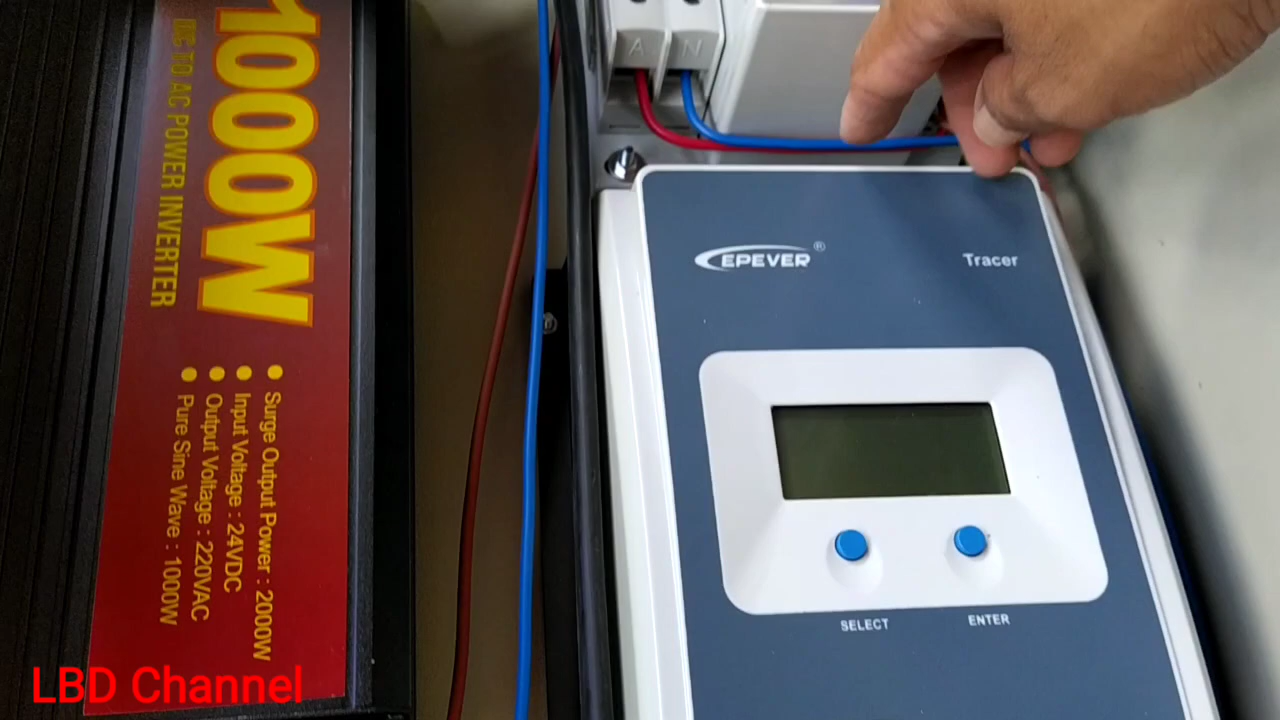 1000W
DC TO AC POWER INVERTER
Surge Output Power : 2000W
Input Voltage : 24VDC
Output Voltage : 220VAC
Pure Sine Wave : 1000W
A N
EPEVER®
Tracer
SELECT ENTER
LBD Channel